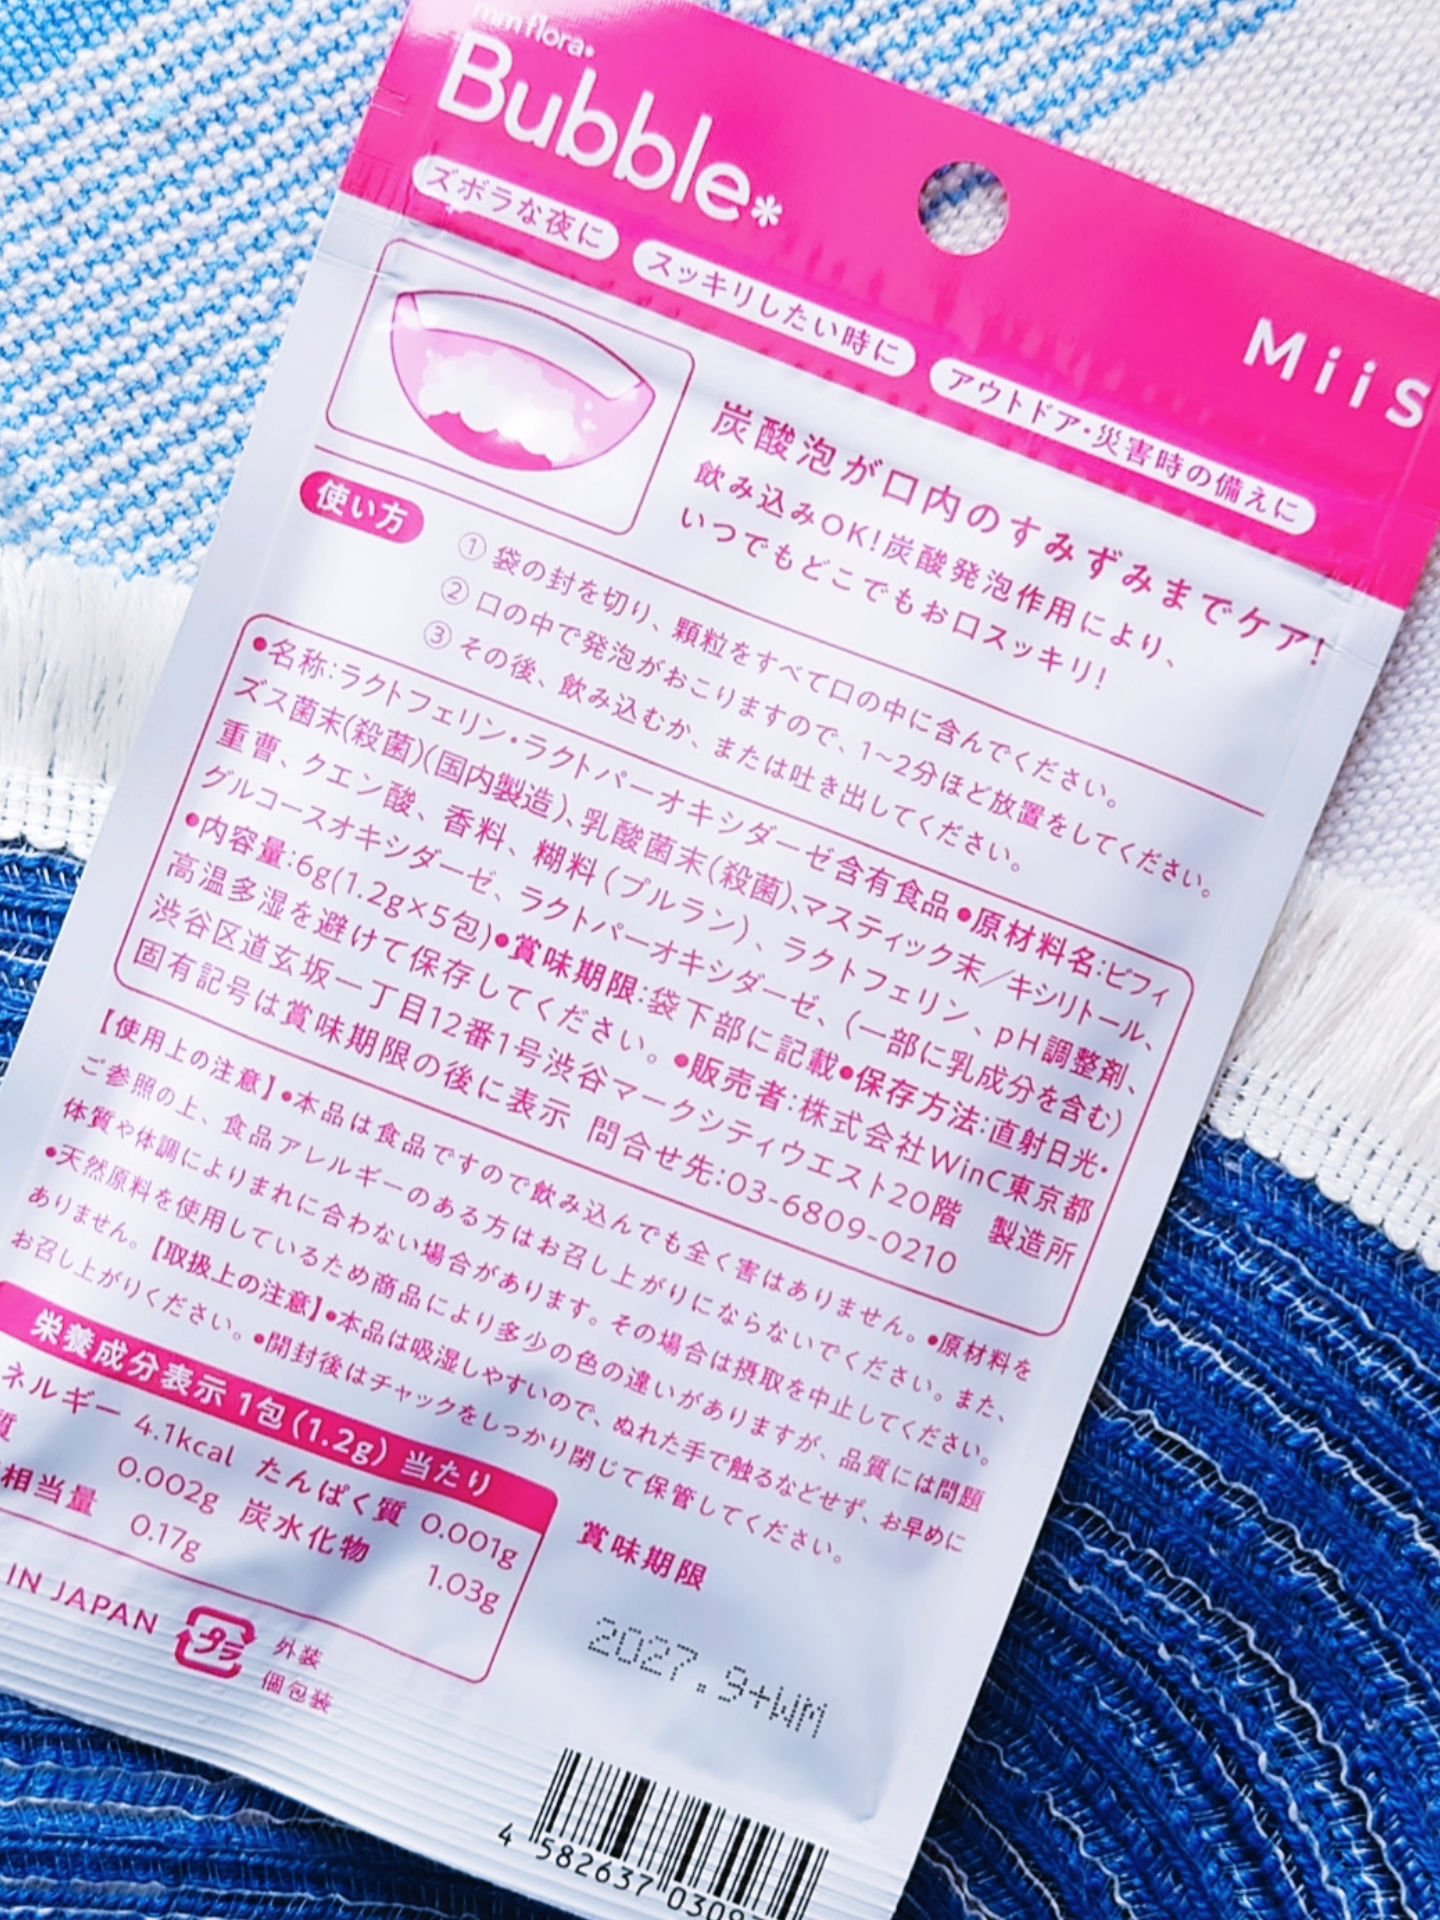 mm flora*
Bubble*
MiiS
ズボラな夜に
スッキリしたい時に
アウトドア・災害時の備えに
炭酸泡が口内のすみずみまでケア!
飲み込みOK!炭酸発泡作用により、
いつでもどこでもお口スッキリ!
使い方
① 袋の封を切り、顆粒をすべて口の中に含んでください。
② 口の中で発泡がおこりますので、1~2分ほど放置をしてください。
③ その後、飲み込むか、または吐き出してください。
●名称:ラクトフェリン・ラクトパーオキシダーゼ含有食品 ●原材料名:ビフィ
ズス菌末(殺菌)(国内製造)、乳酸菌末(殺菌)、マスティック末/キシリトール、
重曹、クエン酸、香料、糊料(プルラン)、ラクトフェリン、pH調整剤、
グルコースオキシダーゼ、ラクトパーオキシダーゼ、(一部に乳成分を含む)
●内容量:6g(1.2g×5包)●賞味期限:袋下部に記載●保存方法:直射日光・
高温多湿を避けて保存してください。●販売者:株式会社WinC東京都
渋谷区道玄坂一丁目12番1号渋谷マークシティウエスト20階 製造所
固有記号は賞味期限の後に表示 問合せ先:03-6809-0210
【使用上の注意】●本品は食品ですので飲み込んでも全く害はありません。●原材料を
ご参照の上、食品アレルギーのある方はお召し上がりにならないでください。また、
体質や体調によりまれに合わない場合があります。その場合は摂取を中止してください。
●天然原料を使用しているため商品により多少の色の違いがありますが、品質には問題
ありません。【取扱上の注意】●本品は吸湿しやすいので、ぬれた手で触るなどせず、お早めに
お召し上がりください。●開封後はチャックをしっかり閉じて保管してください。
栄養成分表示 1包(1.2g) 当たり
ネルギー 4.1kcal たんぱく質 0.001g
質 0.002g 炭水化物 1.03g
相当量 0.17g
IN JAPAN
プラ
外装
個包装
賞味期限
2027.9+WM
4 582637 0309